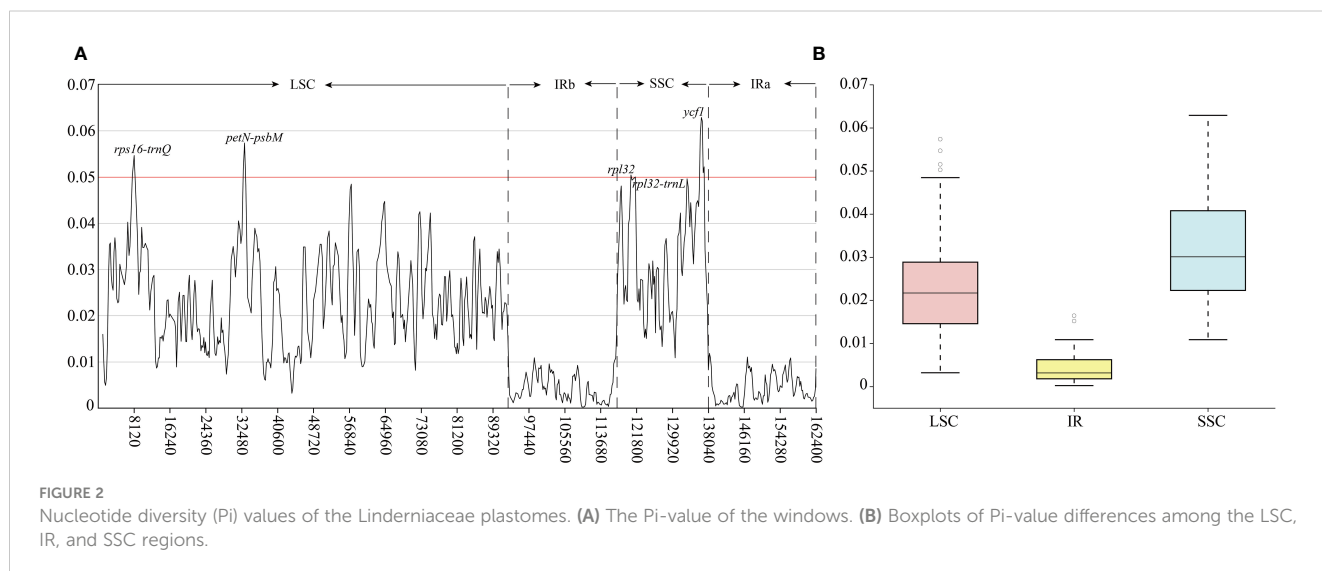 A
B
LSC
IRb
SSC
IRa
0.07
0.06
0.05
0.04
0.03
0.02
0.01
0
rps16-trnQ
petN-psbM
rpl32
rpl32-trnL
ycf1
8120
16240
24360
32480
40600
48720
56840
64960
73080
81200
89320
97440
105560
113680
121800
129920
138040
146160
154280
162400
0.07
0.06
0.05
0.04
0.03
0.02
0.01
0
LSC
IR
SSC
FIGURE 2
Nucleotide diversity (Pi) values of the Linderniaceae plastomes. (A) The Pi-value of the windows. (B) Boxplots of Pi-value differences among the LSC,
IR, and SSC regions.